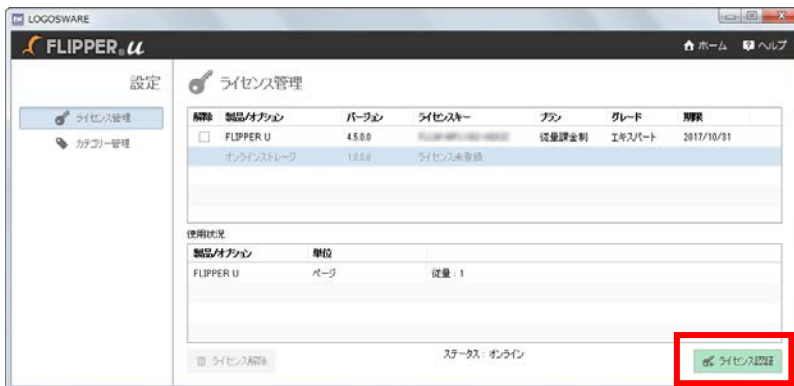 LOGOSWARE
FLIPPER u ホーム ヘルプ
設定 ライセンス管理
ライセンス管理
カテゴリー管理
解除 製品/オプション バージョン ライセンスキー プラン グレード 期限
FLIPPER U 4.5.0.0 従量課金制 エキスパート 2017/10/31
オンラインストレージ 1.0.0.0 ライセンス未登録
使用状況
製品/オプション 単位
FLIPPER U ページ 従量 : 1
ライセンス解除 ステータス : オンライン ライセンス認証